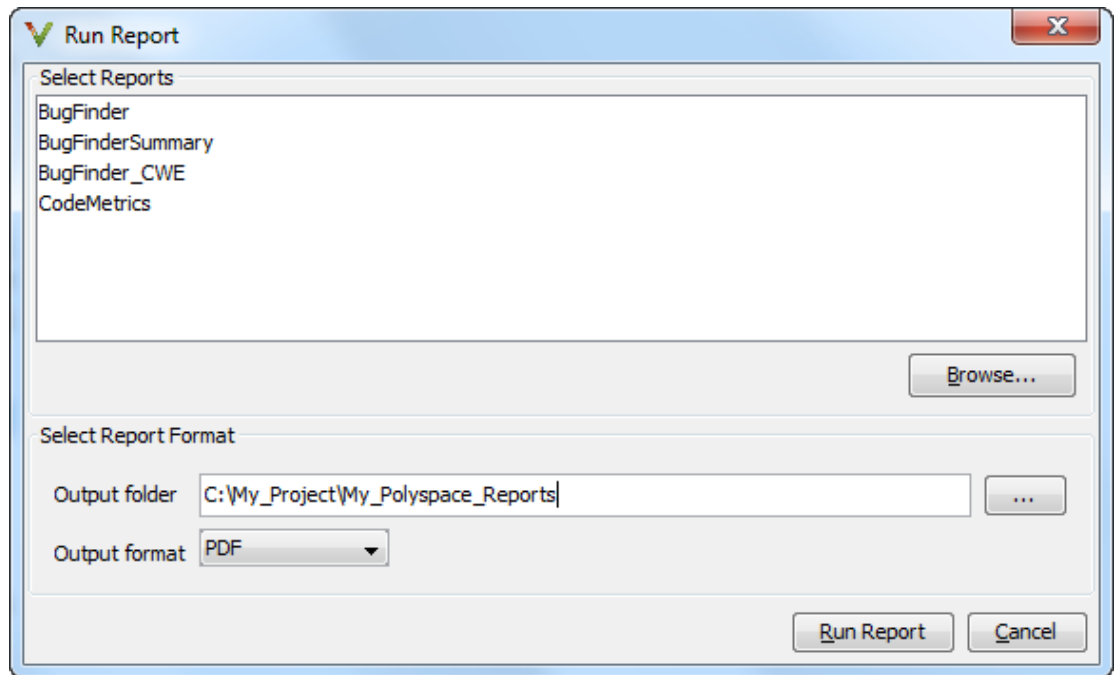 Run Report
Select Reports
BugFinder
BugFinderSummary
BugFinder_CWE
CodeMetrics
Browse...
Select Report Format
Output folder C:\My_Project\My_Polyspace_Reports ...
Output format PDF
Run Report Cancel